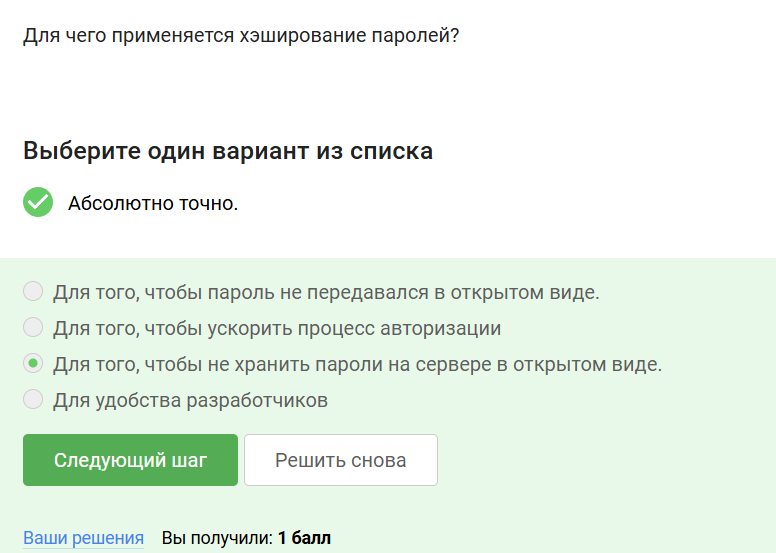 Для чего применяется хэширование паролей?
Выберите один вариант из списка
Абсолютно точно.
Для того, чтобы пароль не передавался в открытом виде.
Для того, чтобы ускорить процесс авторизации
Для того, чтобы не хранить пароли на сервере в открытом виде.
Для удобства разработчиков
Следующий шаг Решить снова
Ваши решения Вы получили: 1 балл